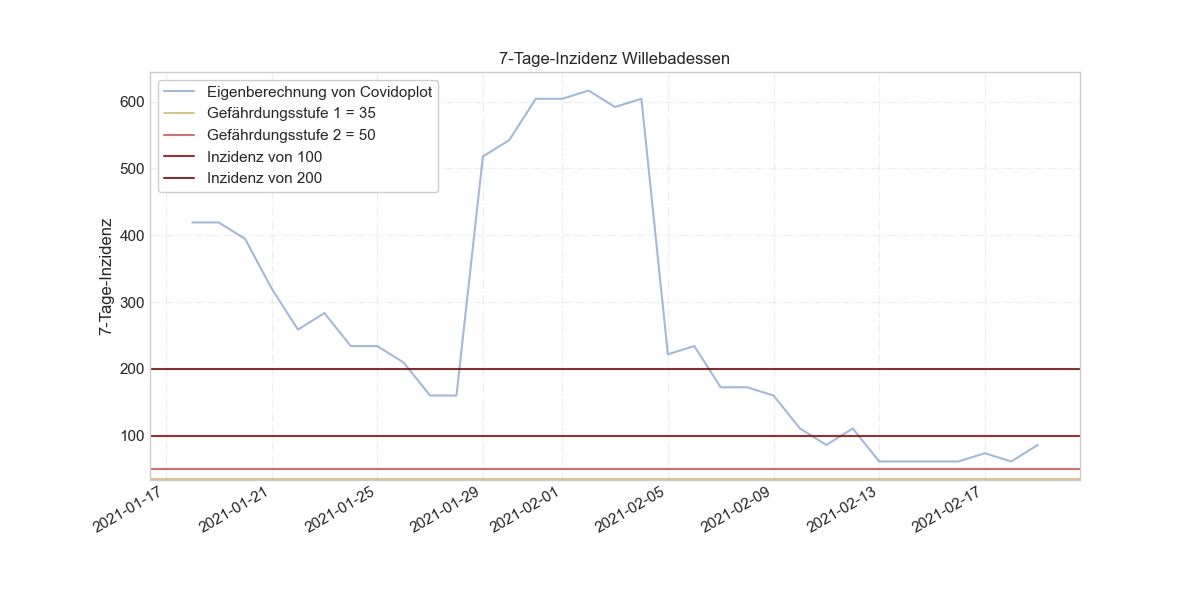 7-Tage-Inzidenz Willebadessen
Eigenberechnung von Covidoplot
Gefährdungsstufe 1 = 35
Gefährdungsstufe 2 = 50
Inzidenz von 100
Inzidenz von 200
7-Tage-Inzidenz
600
500
400
300
200
100
2021-01-17
2021-01-21
2021-01-25
2021-01-29
2021-02-01
2021-02-05
2021-02-09
2021-02-13
2021-02-17